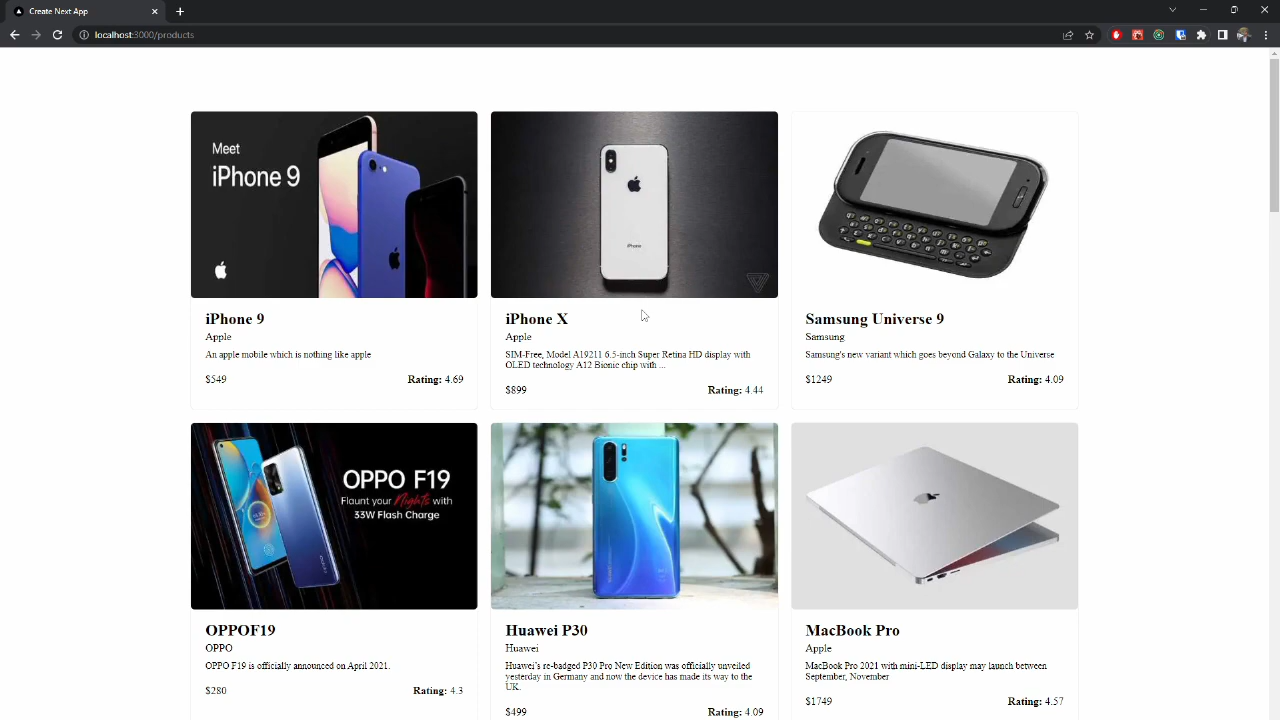 Create Next App
localhost:3000/products
Meet
iPhone 9
iPhone
iPhone 9
Apple
An apple mobile which is nothing like apple
$549
Rating: 4.69
iPhone X
Apple
SIM-Free, Model A19211 6.5-inch Super Retina HD display with
OLED technology A12 Bionic chip with ...
$899
Rating: 4.44
Samsung Universe 9
Samsung
Samsung's new variant which goes beyond Galaxy to the Universe
$1249
Rating: 4.09
OPPO F19
Flaunt your Nights with
33W Flash Charge
OPPOF19
OPPO
OPPO F19 is officially announced on April 2021.
$280
Rating: 4.3
Huawei P30
Huawei
Huawei’s re-badged P30 Pro New Edition was officially unveiled
yesterday in Germany and now the device has made its way to the
UK.
$499
Rating: 4.09
MacBook Pro
Apple
MacBook Pro 2021 with mini-LED display may launch between
September, November
$1749
Rating: 4.57